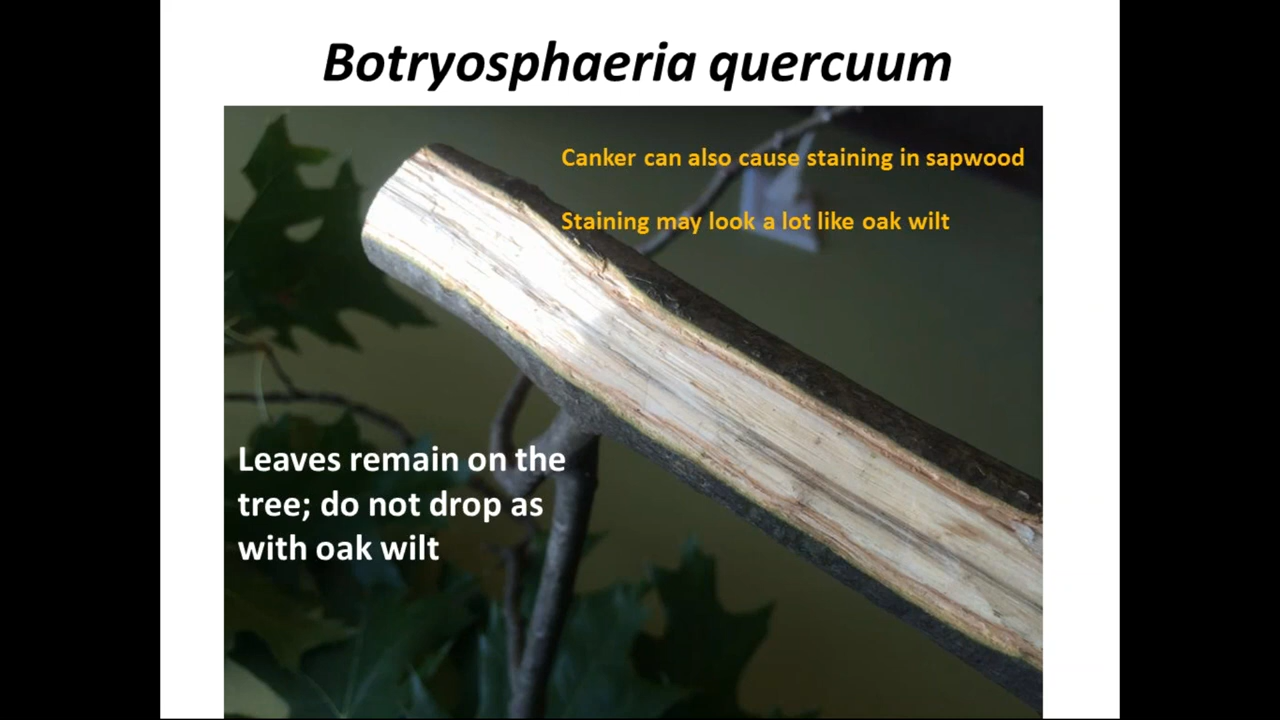 Botryosphaeria quercuum
Canker can also cause staining in sapwood
Staining may look a lot like oak wilt
Leaves remain on the
tree; do not drop as
with oak wilt